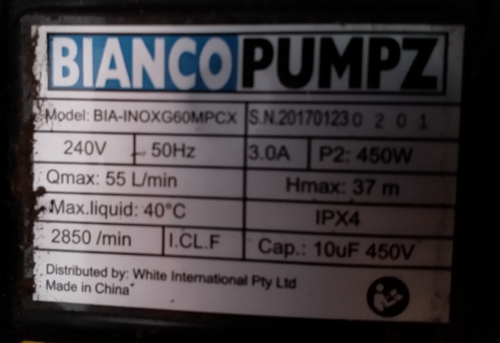 BIANCO PUMPZ
Model: BIA-INOXG60MPCX S.N.20170123 0 2 0 1
240V 50Hz 3.0A P2: 450W
Qmax: 55 L/min Hmax: 37 m
Max.liquid: 40°C IPX4
2850 /min I.CL.F Cap.: 10uF 450V
Distributed by: White International Pty Ltd
Made in China